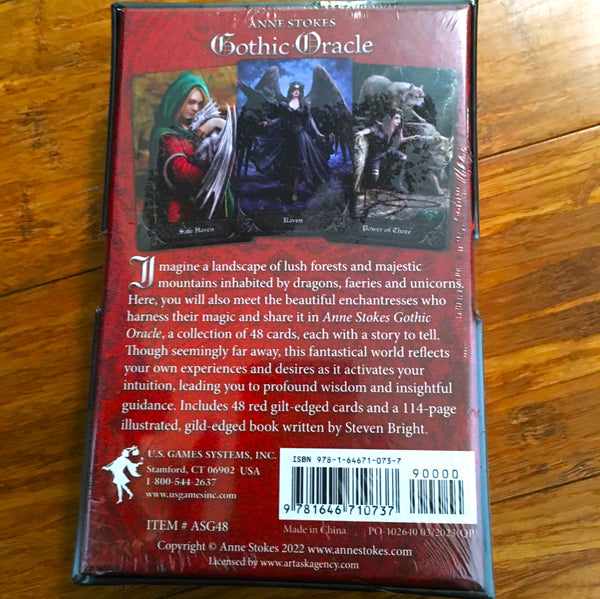 ANNE STOKES
Gothic Oracle
Safe Haven
Raven
Power of Three
Imagine a landscape of lush forests and majestic
mountains inhabited by dragons, faeries and unicorns.
Here, you will also meet the beautiful enchantresses who
harness their magic and share it in Anne Stokes Gothic
Oracle, a collection of 48 cards, each with a story to tell.
Though seemingly far away, this fantastical world reflects
your own experiences and desires as it activates your
intuition, leading you to profound wisdom and insightful
guidance. Includes 48 red gilt-edged cards and a 114-page
illustrated, gild-edged book written by Steven Bright.
U.S. GAMES SYSTEMS, INC.
Stamford, CT 06902 USA
1-800-544-2637
www.usgamesinc.com
ISBN 978-1-64671-073-7
90000
9 781646 710737
ITEM # ASG48
Made in China
PO-102640 03/2023(QP)
Copyright © Anne Stokes 2022 www.annestokes.com
Licensed by www.artaskagency.com